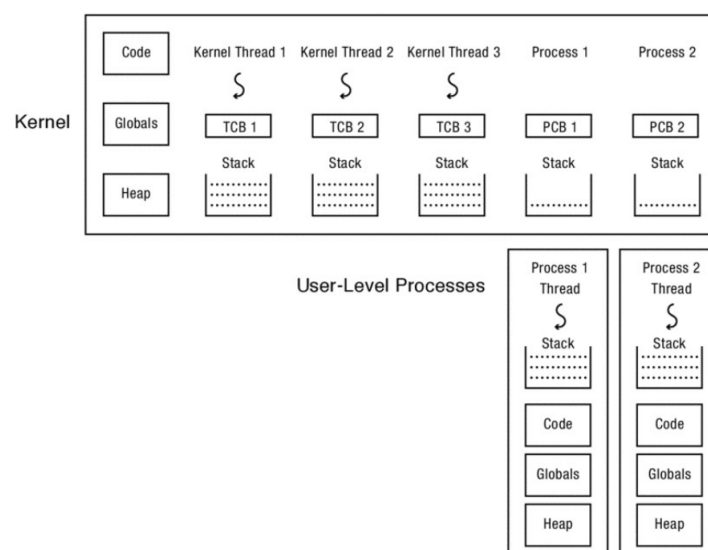 Kernel
Code
Globals
Heap
Kernel Thread 1
TCB 1
Stack
Kernel Thread 2
TCB 2
Stack
Kernel Thread 3
TCB 3
Stack
Process 1
PCB 1
Stack
Process 2
PCB 2
Stack
User-Level Processes
Process 1
Thread
Stack
Code
Globals
Heap
Process 2
Thread
Stack
Code
Globals
Heap